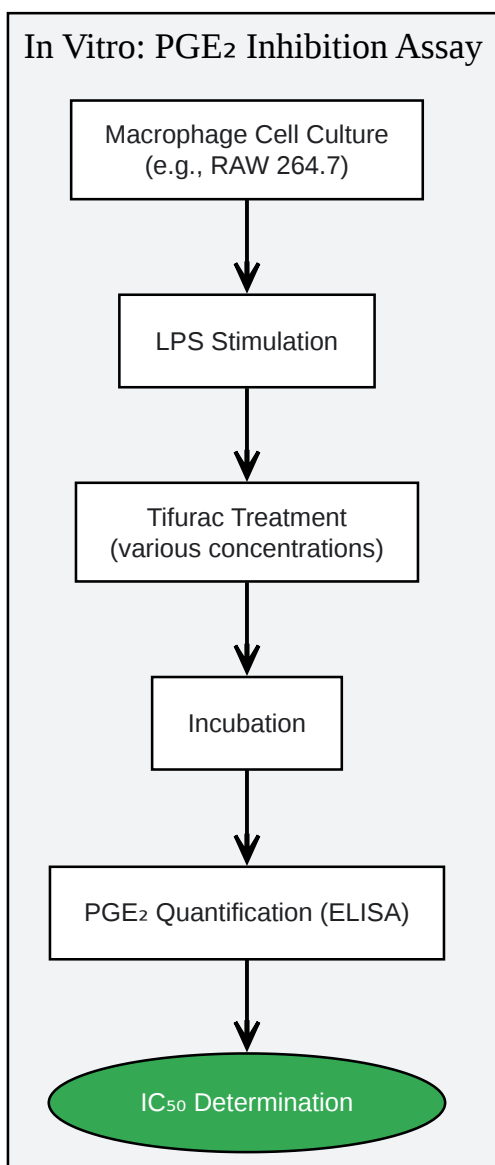 In Vitro: PGE₂ Inhibition Assay
Macrophage Cell Culture
(e.g., RAW 264.7)
LPS Stimulation
Tifurac Treatment
(various concentrations)
Incubation
PGE₂ Quantification (ELISA)
IC₅₀ Determination